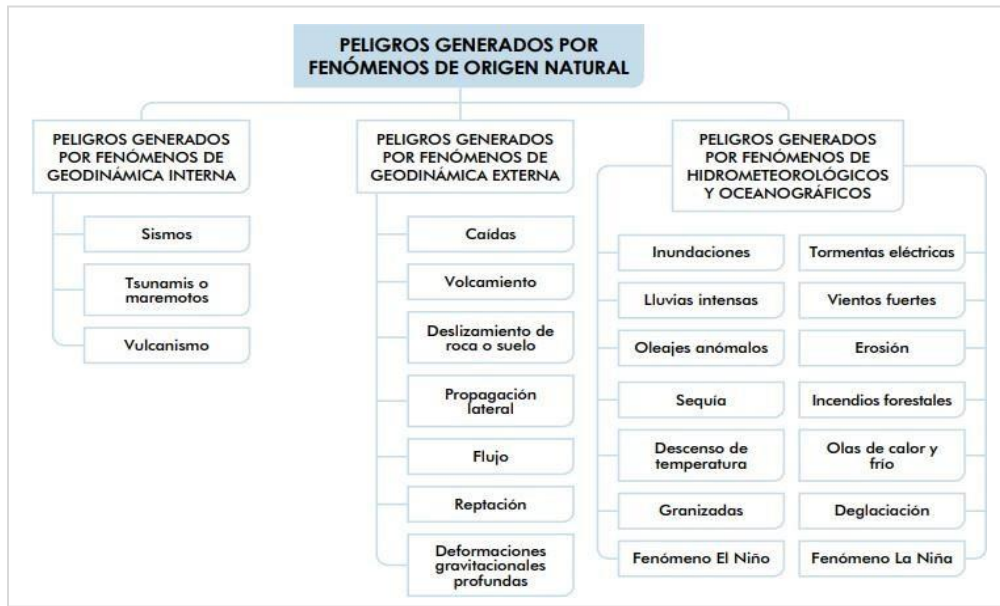 PELIGROS GENERADOS POR
FENÓMENOS DE ORIGEN NATURAL
PELIGROS GENERADOS
POR FENÓMENOS DE
GEODINÁMICA INTERNA
Sismos
Tsunamis o
maremotos
Vulcanismo
PELIGROS GENERADOS
POR FENÓMENOS DE
GEODINÁMICA EXTERNA
Caídas
Volcamiento
Deslizamiento de
roca o suelo
Propagación
lateral
Flujo
Reptación
Deformaciones
gravitacionales
profundas
PELIGROS GENERADOS
POR FENÓMENOS DE
HIDROMETEOROLÓGICOS
Y OCEANOGRÁFICOS
Inundaciones
Lluvias intensas
Oleajes anómalos
Sequía
Descenso de
temperatura
Granizadas
Fenómeno El Niño
Tormentas eléctricas
Vientos fuertes
Erosión
Incendios forestales
Olas de calor y
frío
Deglaciación
Fenómeno La Niña